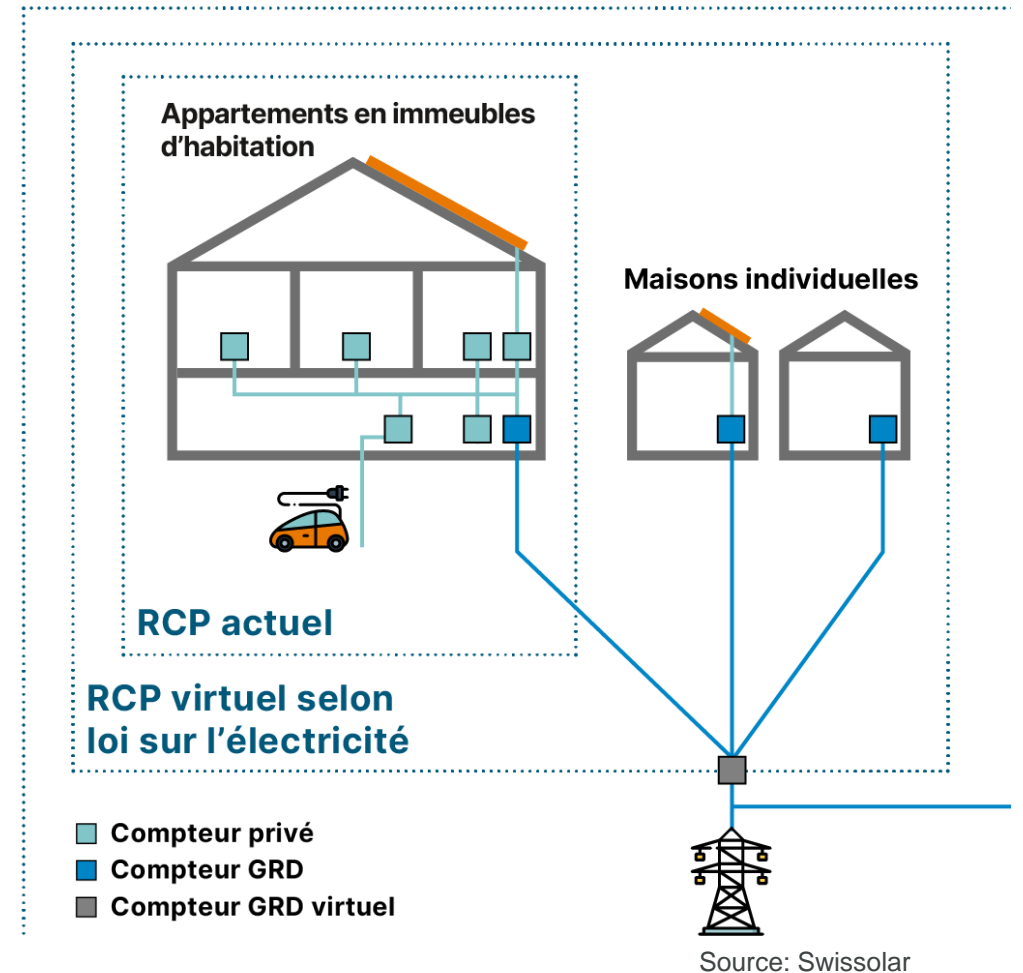 Appartements en immeubles
d’habitation
Maisons individuelles
RCP actuel
RCP virtuel selon
loi sur l’électricité
Compteur privé
Compteur GRD
Compteur GRD virtuel
Source: Swissolar